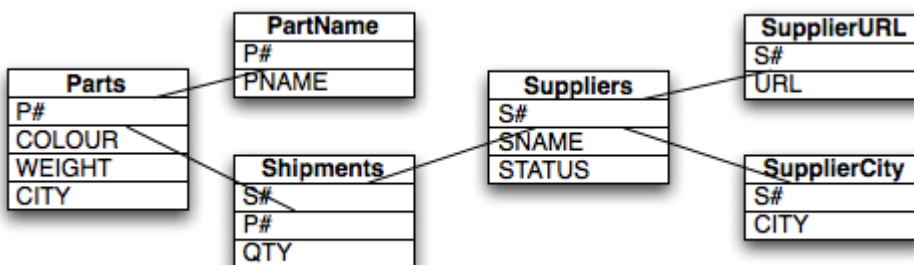 Parts
P#
COLOUR
WEIGHT
CITY
PartName
P#
PNAME
Shipments
S#
P#
QTY
Suppliers
S#
SNAME
STATUS
SupplierURL
S#
URL
SupplierCity
S#
CITY